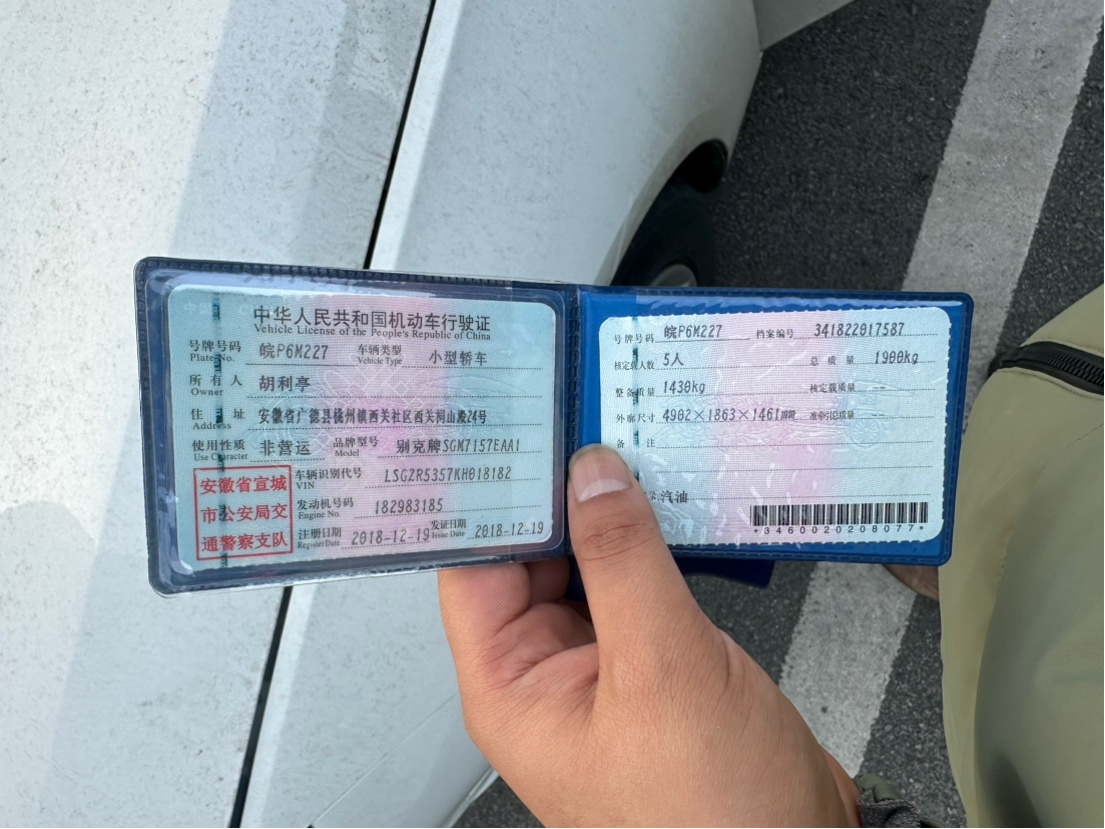 中华人民共和国机动车行驶证
Vehicle License of the People's Republic of China
号牌号码 皖P6M227 车辆类型 小型轿车
Plate No. Vehicle Type
所有人 胡利亭
Owner
住址 安徽省广德县桃州镇西关社区西关祠山殿24号
Address
使用性质 非营运 品牌型号 别克牌SGM7157EAA1
Use Character Model
安徽省宣城
市公安局交
通警察支队
车辆识别代号 LSGZR5357KH018182
VIN
发动机号码 182983185
Engine No.
注册日期 2018-12-19 发证日期 2018-12-19
Register Date Issue Date
号牌号码 皖P6M227 档案编号 341822017587
核定载人数 5人 总质量 1900kg
整备质量 1430kg 核定载质量 --
外廓尺寸 4902×1863×1461mm 准牵引总质量 --
备注
汽油
*3460020208077*